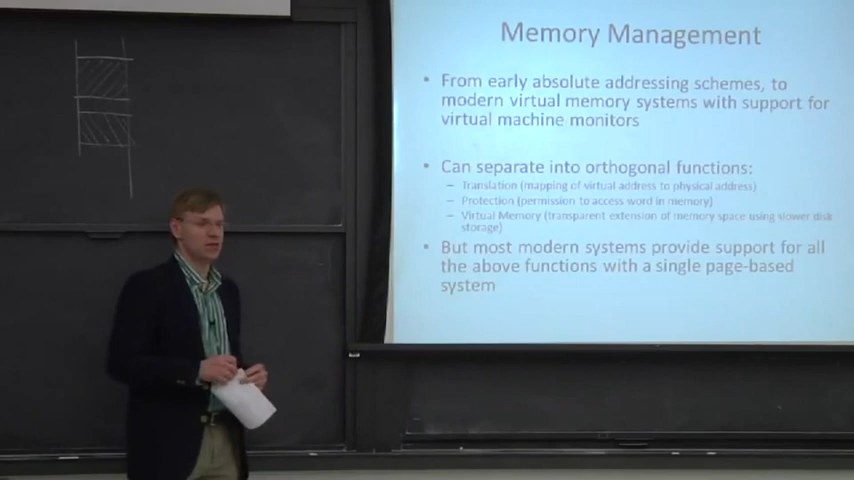 Memory Management
• From early absolute addressing schemes, to
modern virtual memory systems with support for
virtual machine monitors
• Can separate into orthogonal functions:
– Translation (mapping of virtual address to physical address)
– Protection (permission to access word in memory)
– Virtual Memory (transparent extension of memory space using slower disk
storage)
• But most modern systems provide support for all
the above functions with a single page-based
system